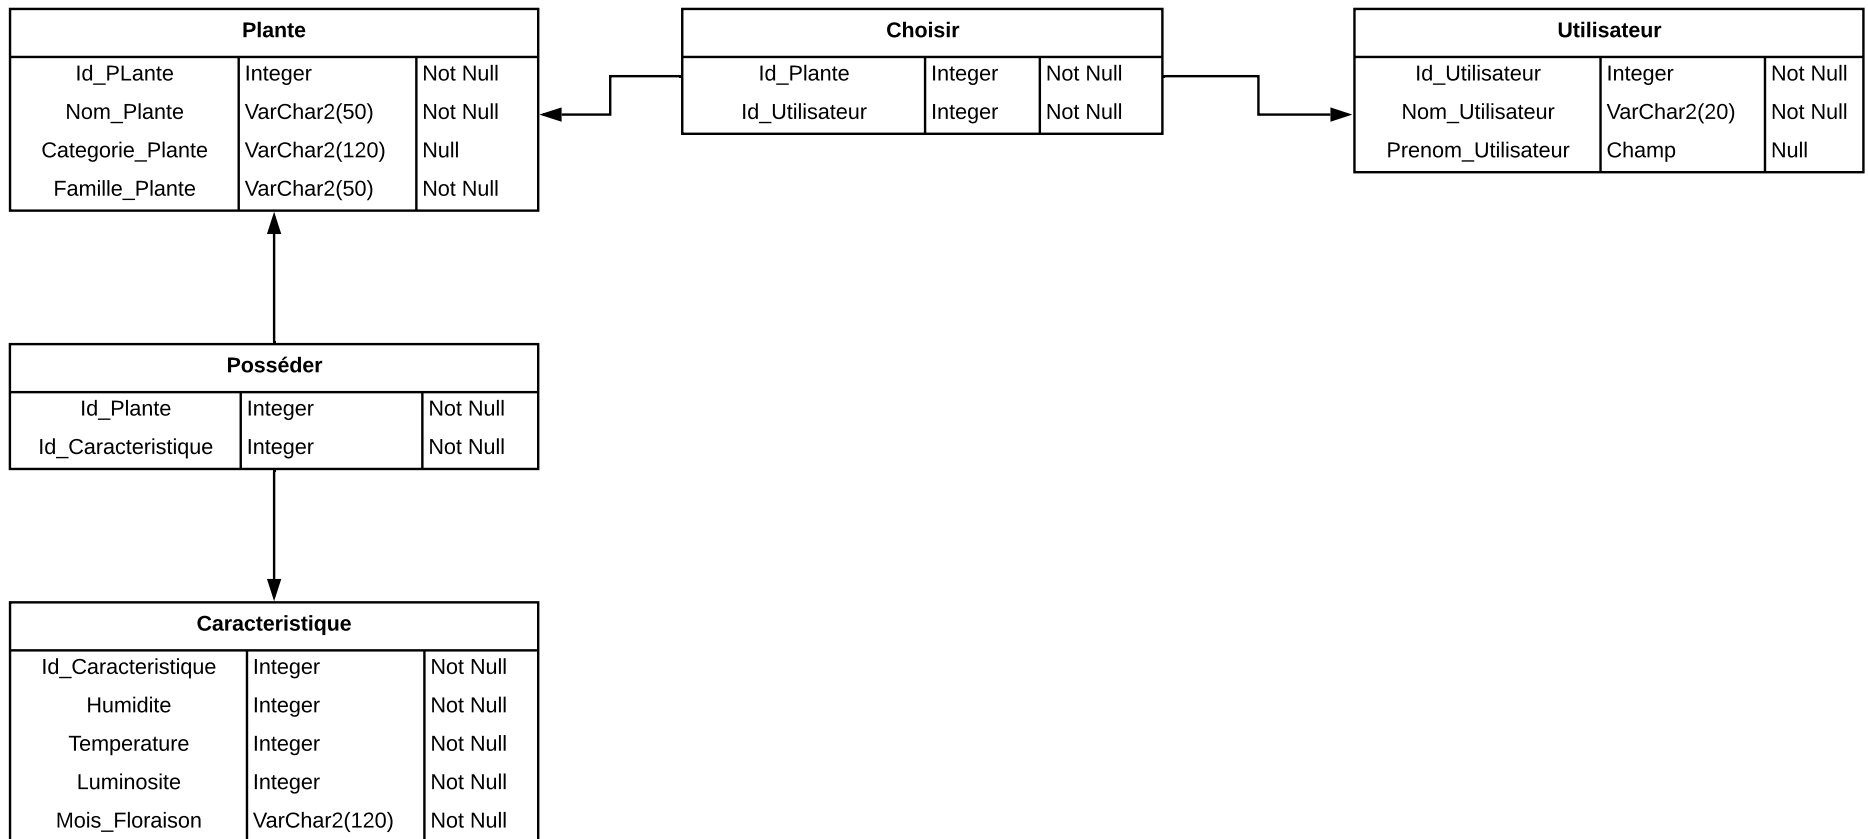 Plante
Id_PLante Integer Not Null
Nom_Plante VarChar2(50) Not Null
Categorie_Plante VarChar2(120) Null
Famille_Plante VarChar2(50) Not Null
Choisir
Id_Plante Integer Not Null
Id_Utilisateur Integer Not Null
Utilisateur
Id_Utilisateur Integer Not Null
Nom_Utilisateur VarChar2(20) Not Null
Prenom_Utilisateur Champ Null
Posséder
Id_Plante Integer Not Null
Id_Caracteristique Integer Not Null
Caracteristique
Id_Caracteristique Integer Not Null
Humidite Integer Not Null
Temperature Integer Not Null
Luminosite Integer Not Null
Mois_Floraison VarChar2(120) Not Null